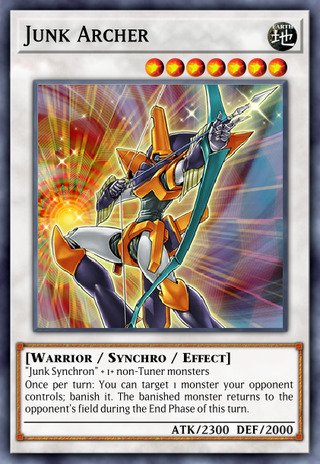 JUNK ARCHER
EARTH
地
[WARRIOR / SYNCHRO / EFFECT]
"Junk Synchron" + 1+ non-Tuner monsters
Once per turn: You can target 1 monster your opponent
controls; banish it. The banished monster returns to the
opponent's field during the End Phase of this turn.
ATK/2300 DEF/2000